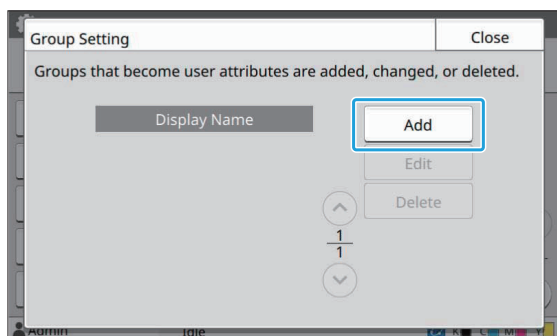 Group Setting
Close
Groups that become user attributes are added, changed, or deleted.
Display Name
Add
Edit
Delete
1
1
Admin
Idle
K C M Y